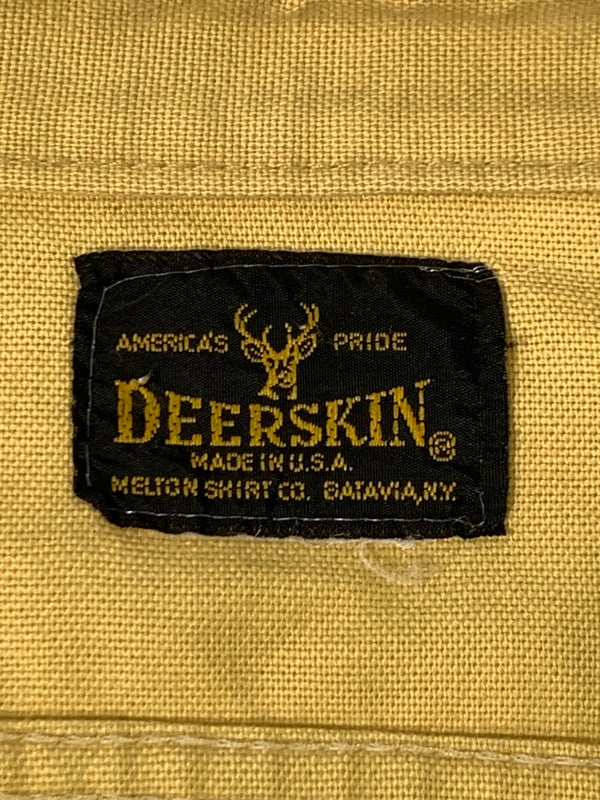 AMERICA'S PRIDE
DEERSKIN®
MADE IN U.S.A.
MELTON SHIRT CO. BATAVIA, N.Y.